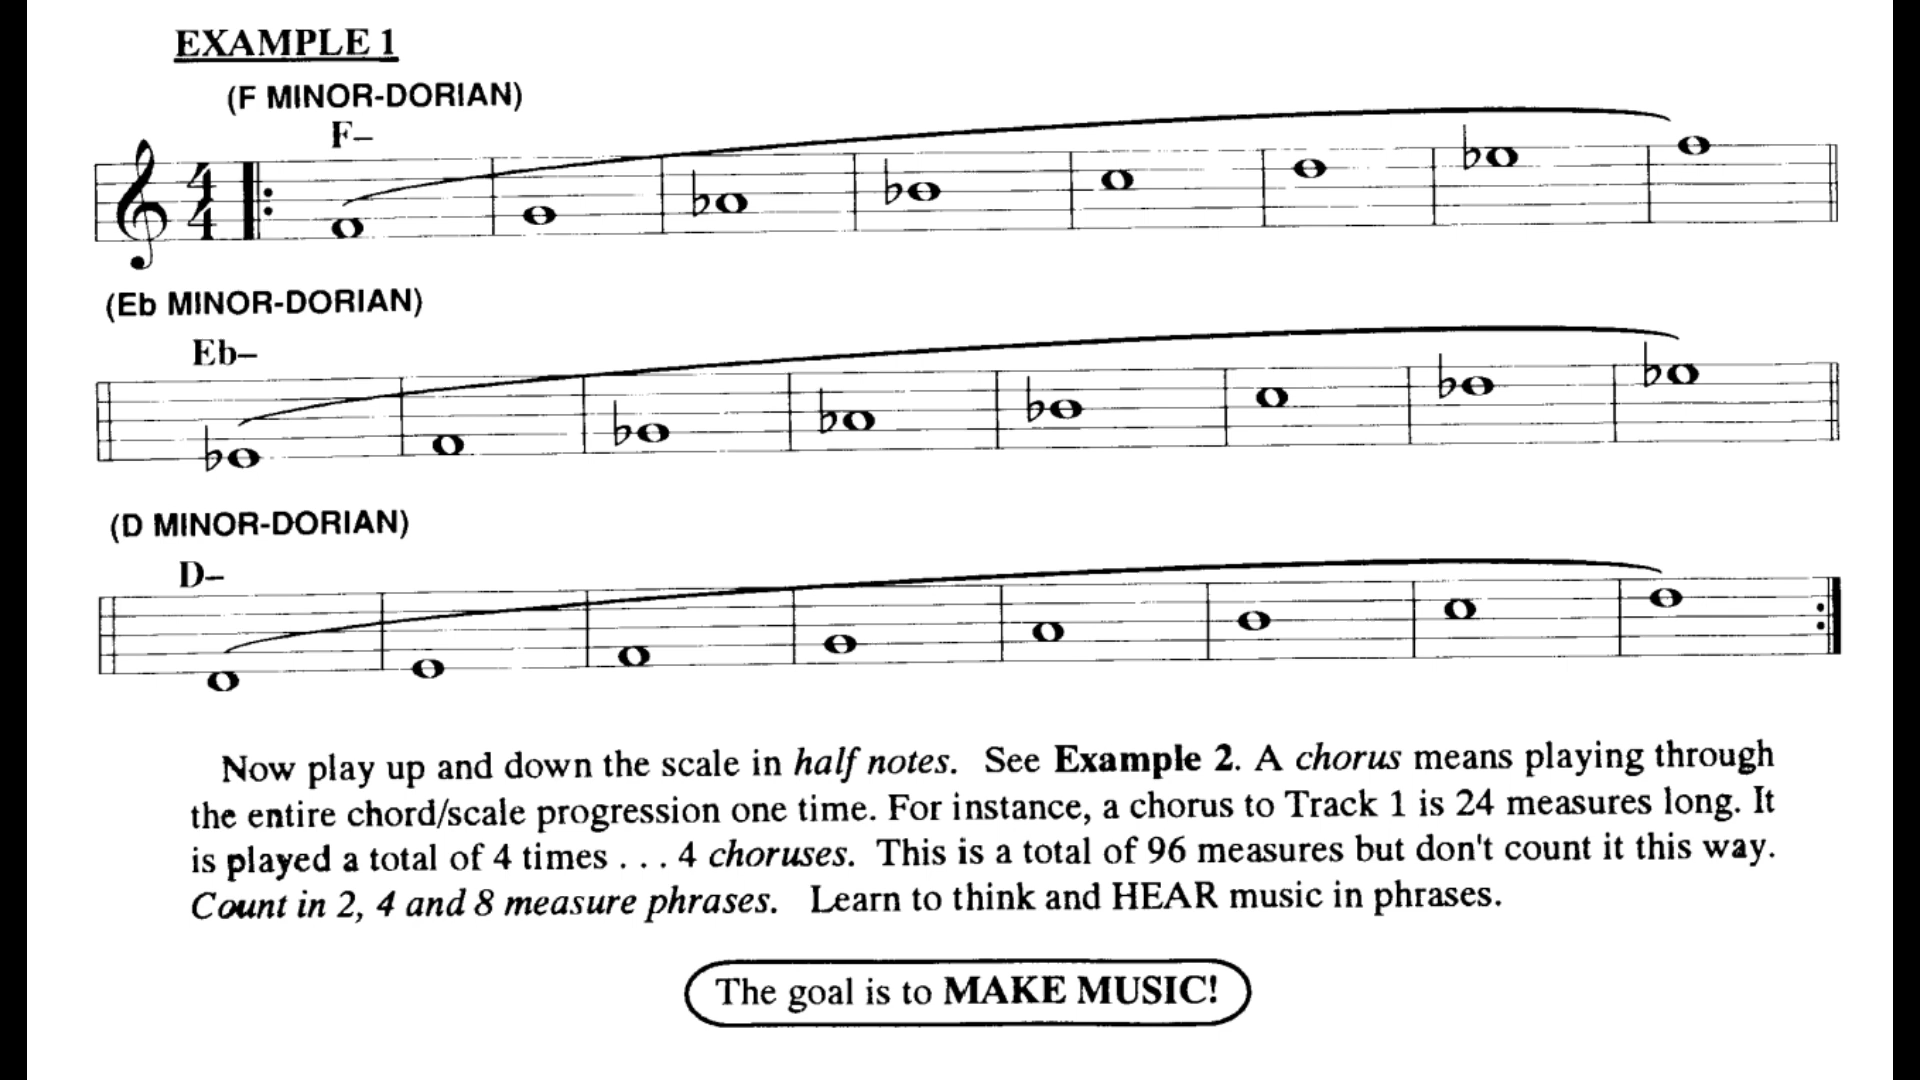 EXAMPLE 1
(F MINOR-DORIAN)
F–
4
4
(Eb MINOR-DORIAN)
Eb–
(D MINOR-DORIAN)
D–
Now play up and down the scale in half notes. See Example 2. A chorus means playing through
the entire chord/scale progression one time. For instance, a chorus to Track 1 is 24 measures long. It
is played a total of 4 times . . . 4 choruses. This is a total of 96 measures but don't count it this way.
Count in 2, 4 and 8 measure phrases. Learn to think and HEAR music in phrases.
The goal is to MAKE MUSIC!